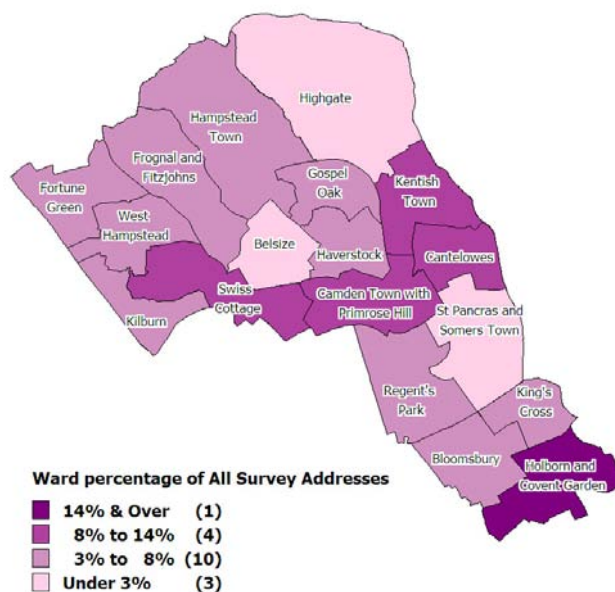 Highgate
Hampstead
Town
Frognal and
Fitzjohns
Gospel
Oak
Kentish
Town
Fortune
Green
West
Hampstead
Belsize
Haverstock
Cantelowes
Swiss
Cottage
Camden Town with
Primrose Hill
St Pancras and
Somers Town
Kilburn
Regent's
Park
King's
Cross
Bloomsbury
Holborn and
Covent Garden
Ward percentage of All Survey Addresses
14% & Over (1)
8% to 14% (4)
3% to 8% (10)
Under 3% (3)